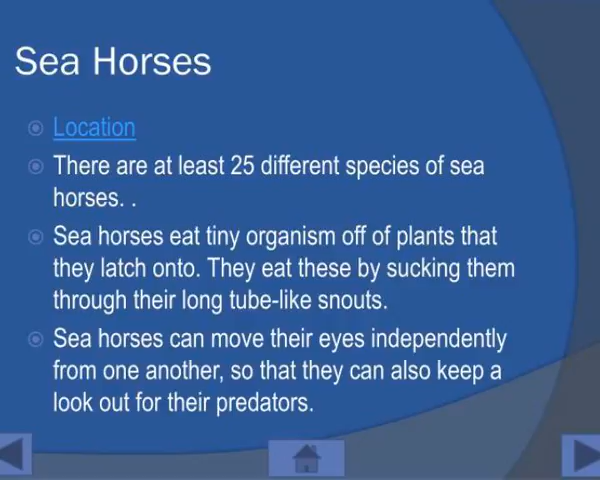 Sea Horses
Location
There are at least 25 different species of sea
horses. .
Sea horses eat tiny organism off of plants that
they latch onto. They eat these by sucking them
through their long tube-like snouts.
Sea horses can move their eyes independently
from one another, so that they can also keep a
look out for their predators.